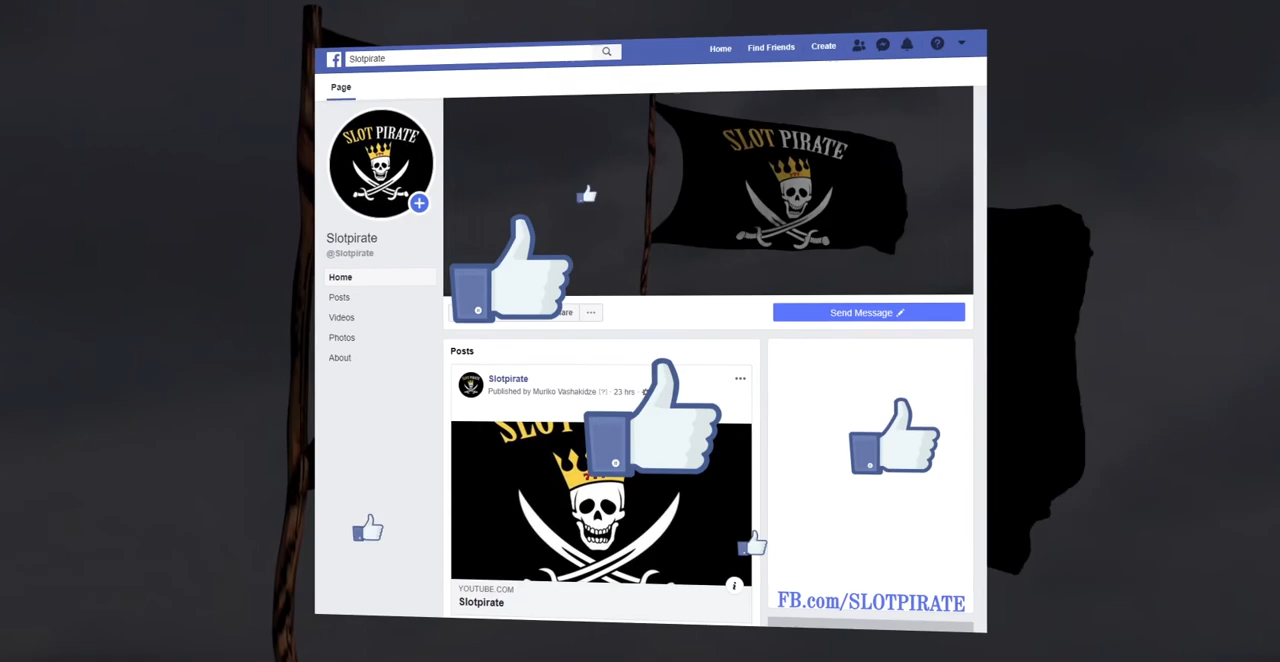 Slotpirate
Home
Find Friends
Create
Page
SLOT PIRATE
SLOT PIRATE
Slotpirate
@Slotpirate
Home
Posts
Videos
Photos
About
Send Message
Posts
Slotpirate
Published by Muriko Vashakidze [?] · 23 hrs ·
YOUTUBE.COM
Slotpirate
FB.com/SLOTPIRATE